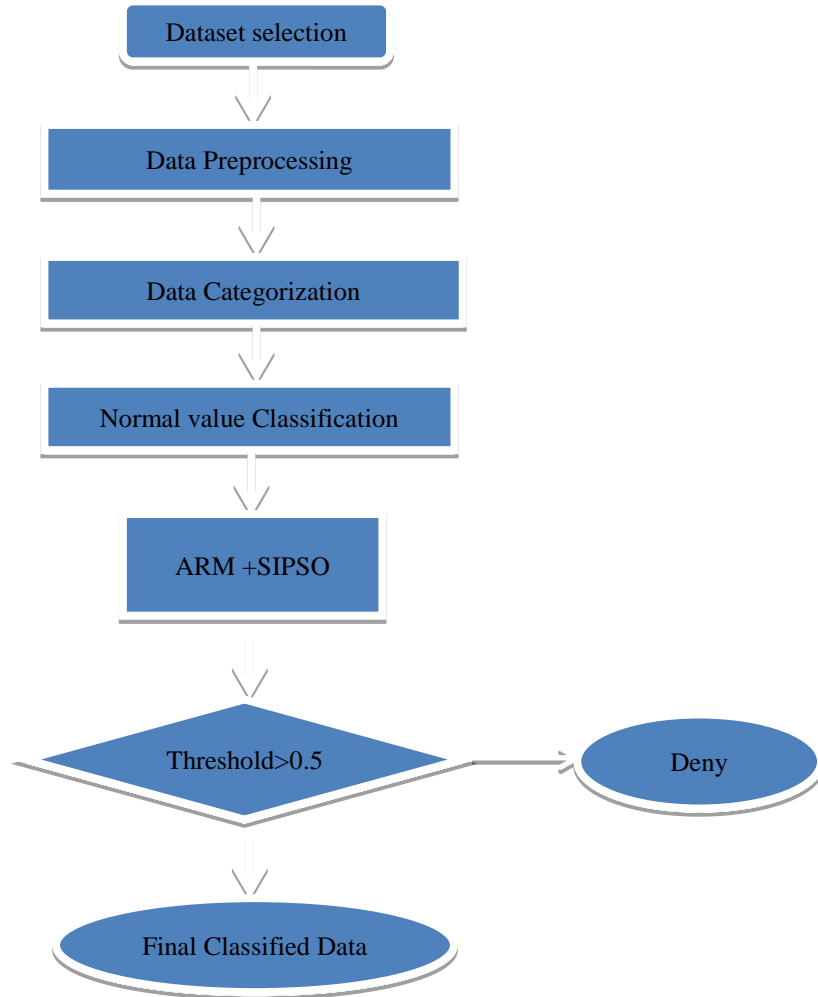 Dataset selection
Data Preprocessing
Data Categorization
Normal value Classification
ARM +SIPSO
Threshold>0.5
Deny
Final Classified Data